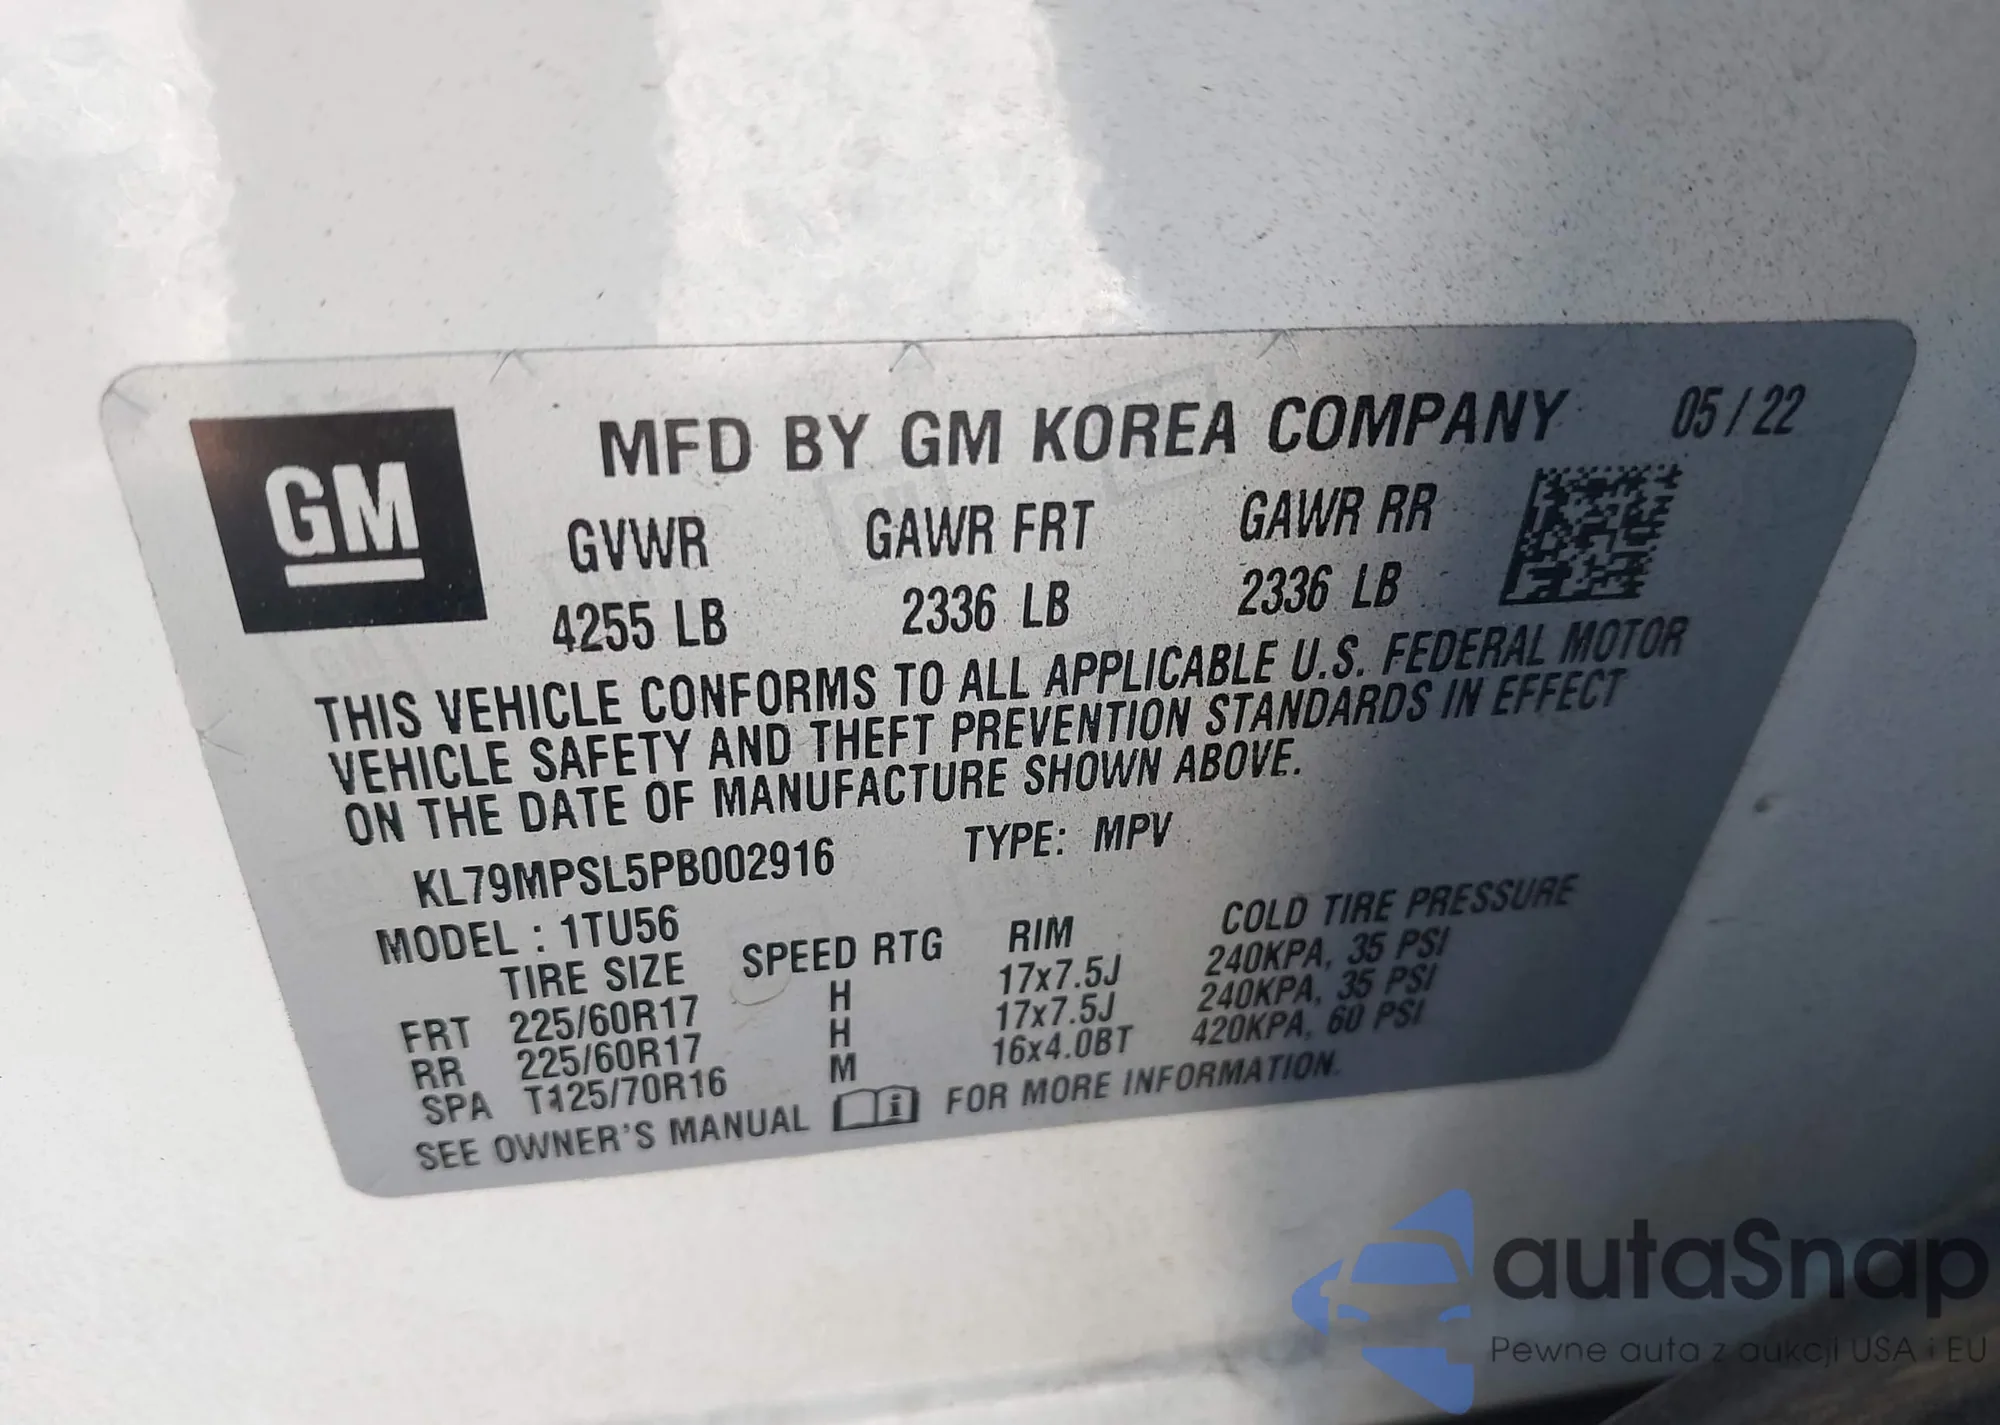 GM
MFD BY GM KOREA COMPANY 05/22
GVWR GAWR FRT GAWR RR
4255 LB 2336 LB 2336 LB
THIS VEHICLE CONFORMS TO ALL APPLICABLE U.S. FEDERAL MOTOR
VEHICLE SAFETY AND THEFT PREVENTION STANDARDS IN EFFECT
ON THE DATE OF MANUFACTURE SHOWN ABOVE.
KL79MPSL5PB002916 TYPE: MPV
MODEL : 1TU56
TIRE SIZE SPEED RTG RIM COLD TIRE PRESSURE
FRT 225/60R17 H 17x7.5J 240KPA, 35 PSI
RR 225/60R17 H 17x7.5J 240KPA, 35 PSI
SPA T125/70R16 M 16x4.0BT 420KPA, 60 PSI
SEE OWNER'S MANUAL i FOR MORE INFORMATION.
autaSnap
Pewne auta z aukcji USA i EU